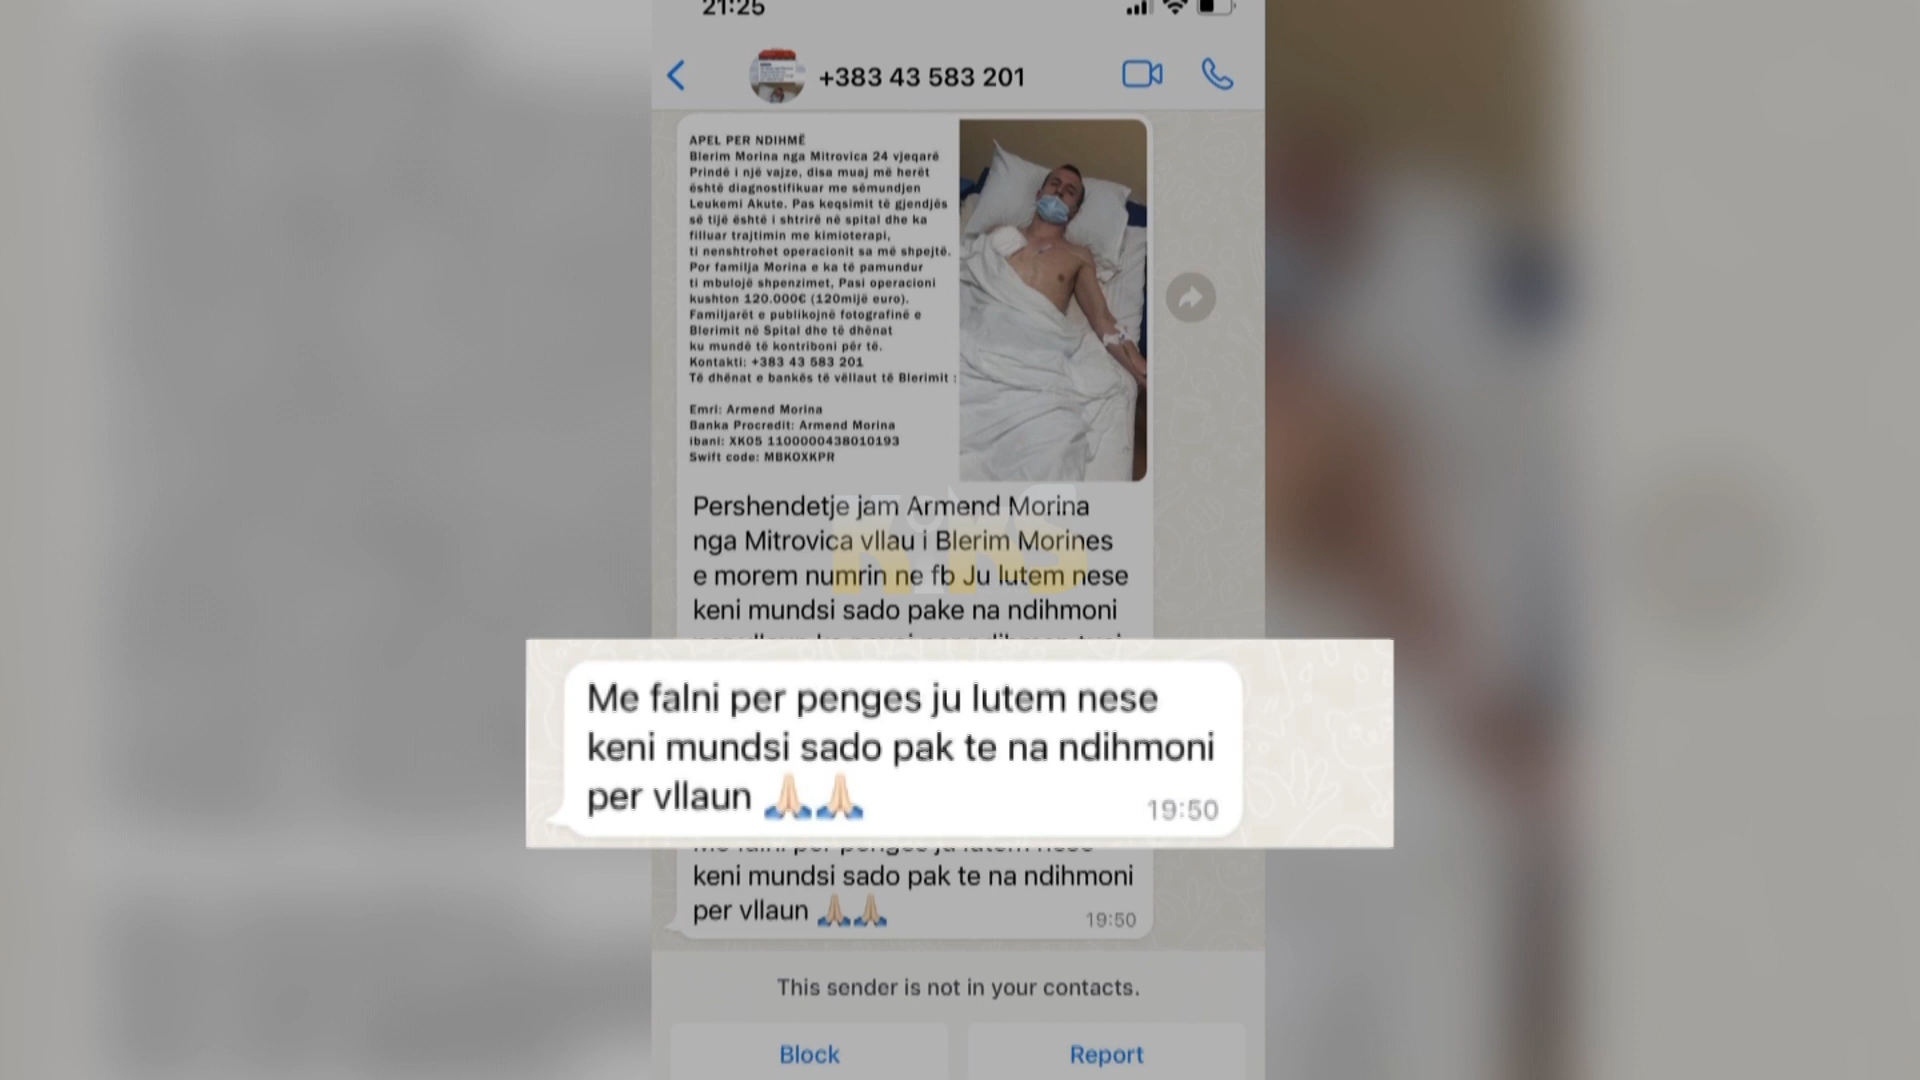 21:25
+383 43 583 201
APEL PER NDIHMË
Blerim Morina nga Mitrovica 24 vjeqarë
Prindë i një vajze, disa muaj më herët
është diagnostifikuar me sëmundjen
Leukemi Akute. Pas keqsimit të gjendjës
së tijë është i shtrirë në spital dhe ka
filluar trajtimin me kimioterapi,
ti nenshtrohet operacionit sa më shpejtë.
Por familja Morina e ka të pamundur
ti mbulojë shpenzimet, Pasi operacioni
kushton 120.000€ (120mijë euro).
Familjarët e publikojnë fotografinë e
Blerimit në Spital dhe të dhënat
ku mundë të kontriboni për të.
Kontakti: +383 43 583 201
Të dhënat e bankës të vëllaut të Blerimit :
Emri: Armend Morina
Banka Procredit: Armend Morina
ibani: XK05 1100000438010193
Swift code: MBKOXKPR
Pershendetje jam Armend Morina
nga Mitrovica vllau i Blerim Morines
e morem numrin ne fb Ju lutem nese
keni mundsi sado pake na ndihmoni
KiKS
Me falni per penges ju lutem nese
keni mundsi sado pak te na ndihmoni
per vllaun 🙏🏻🙏🏻
19:50
Me falni per penges ju lutem nese
keni mundsi sado pak te na ndihmoni
per vllaun 🙏🏻🙏🏻
19:50
This sender is not in your contacts.
Block
Report